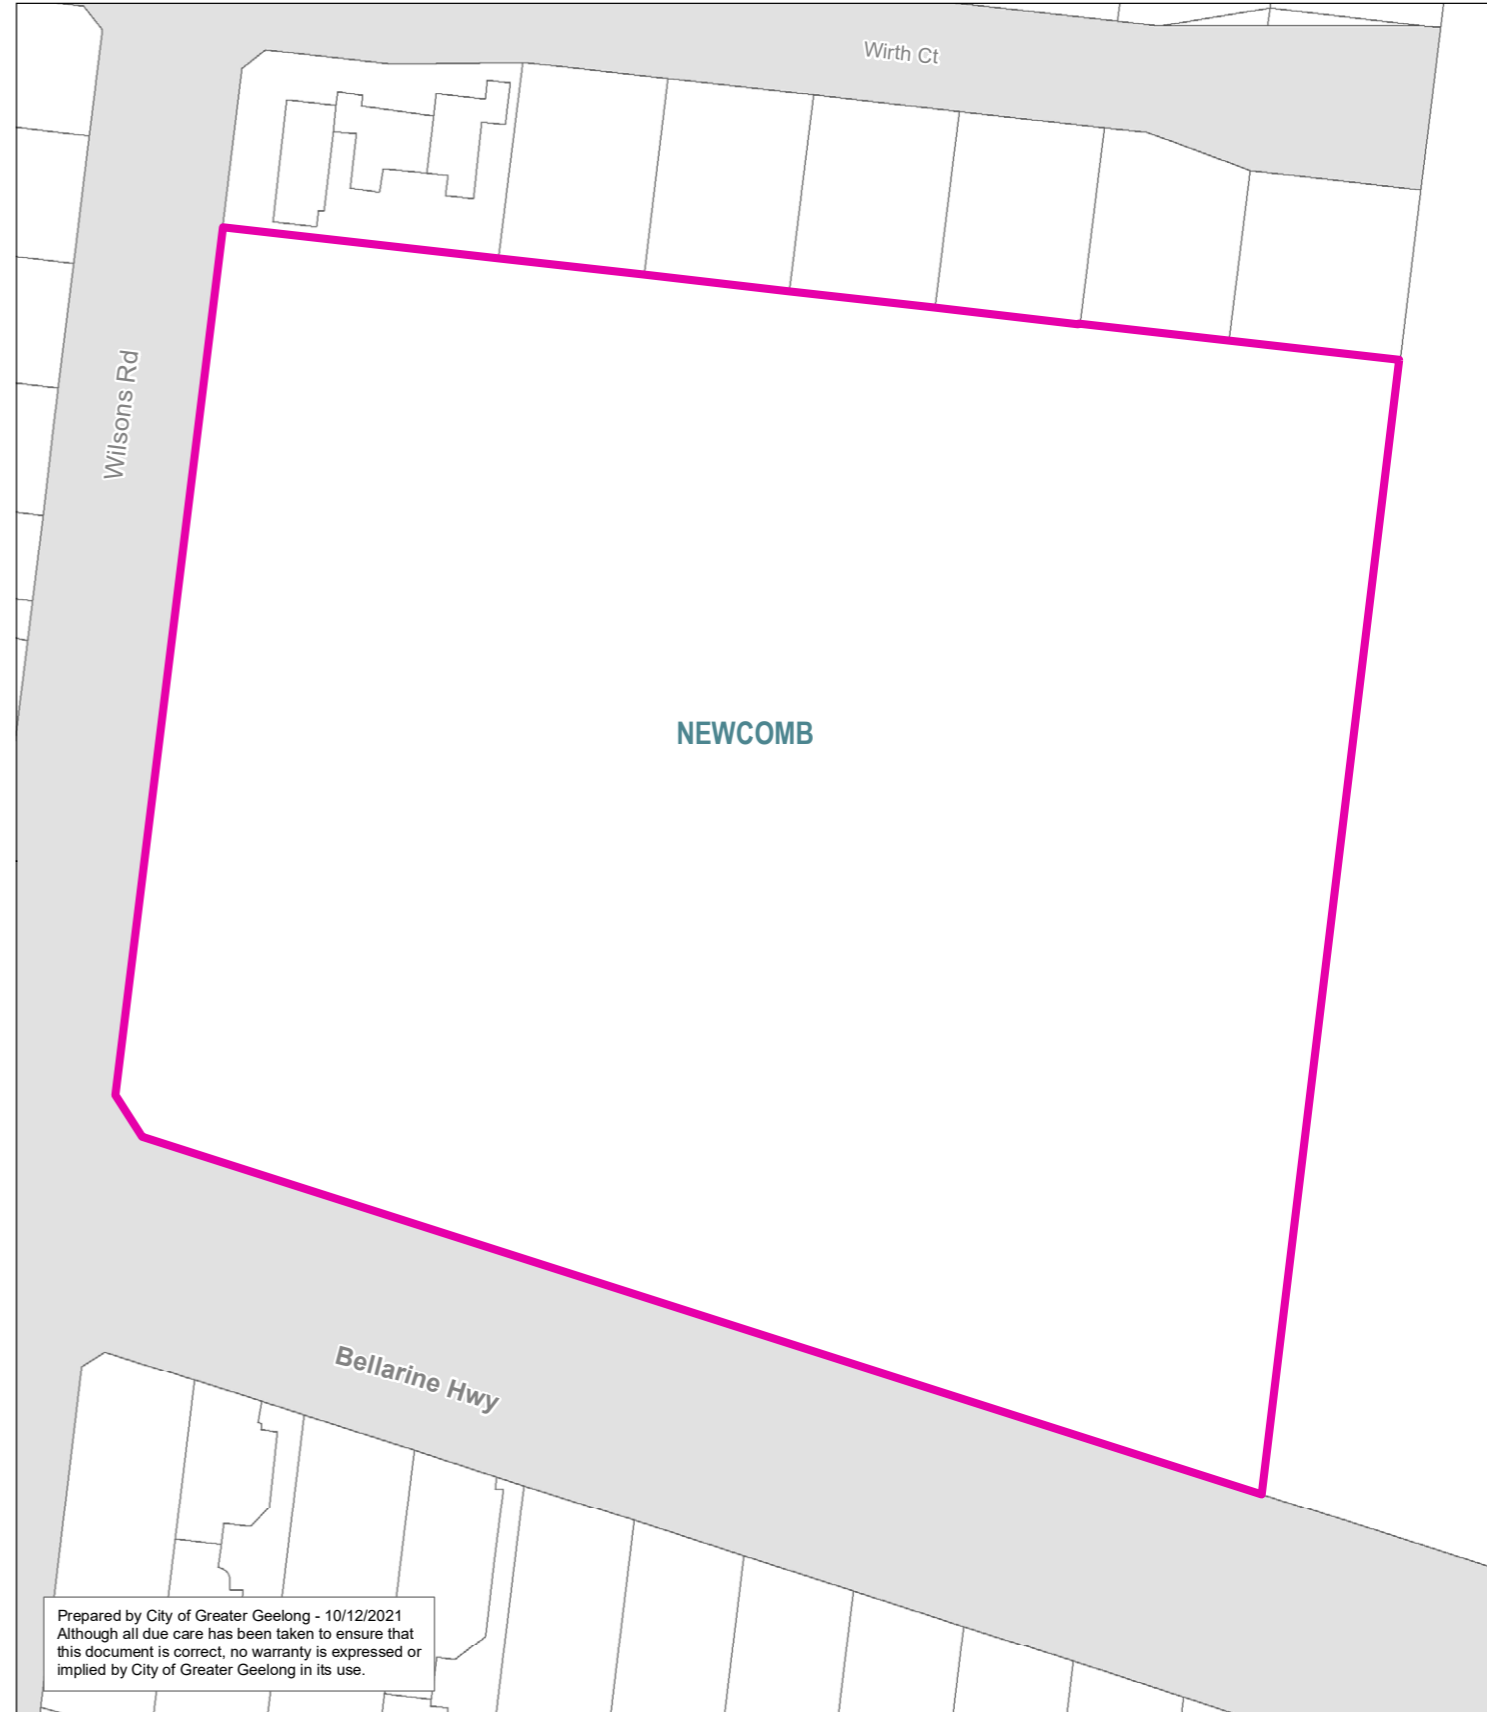 Wirth Ct
Wilsons Rd
NEWCOMB
Bellarine Hwy
Prepared by City of Greater Geelong - 10/12/2021
Although all due care has been taken to ensure that
this document is correct, no warranty is expressed or
implied by City of Greater Geelong in its use.